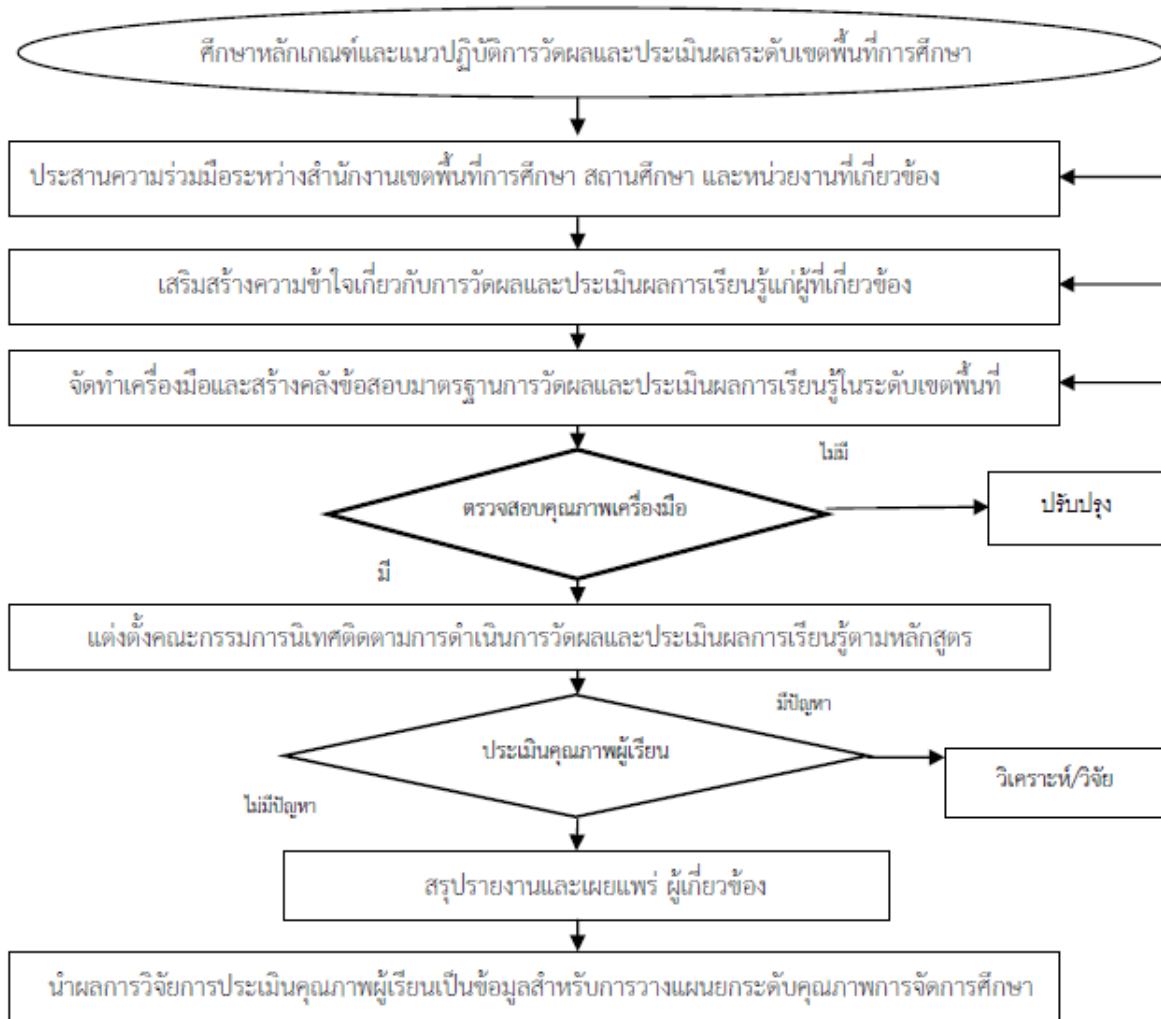 ศึกษาหลักเกณฑ์และแนวปฏิบัติการวัดผลและประเมินผลระดับเขตพื้นที่การศึกษา
ประสานความร่วมมือระหว่างสำนักงานเขตพื้นที่การศึกษา สถานศึกษา และหน่วยงานที่เกี่ยวข้อง
เสริมสร้างความข้าใจเกี่ยวกับการวัดผลและประเมินผลการเรียนรู้แก่ผู้ที่เกี่ยวข้อง
จัดทำเครื่องมือและสร้างคลังข้อสอบมาตรฐานการวัดผลและประเมินผลการเรียนรู้ในระดับเขตพื้นที่
ไม่มี
ตรวจสอบคุณภาพเครื่องมือ
ปรับปรุง
มี
แต่งตั้งคณะกรรมการนิเทศติดตามการดำเนินการวัดผลและประเมินผลการเรียนรู้ตามหลักสูตร
มีปัญหา
ประเมินคุณภาพผู้เรียน
วิเคราะห์/วิจัย
ไม่มีปัญหา
สรุปรายงานและเผยแพร่ ผู้เกี่ยวข้อง
นำผลการวิจัยการประเมินคุณภาพผู้เรียนเป็นข้อมูลสำหรับการวางแผนยกระดับคุณภาพการจัดการศึกษา